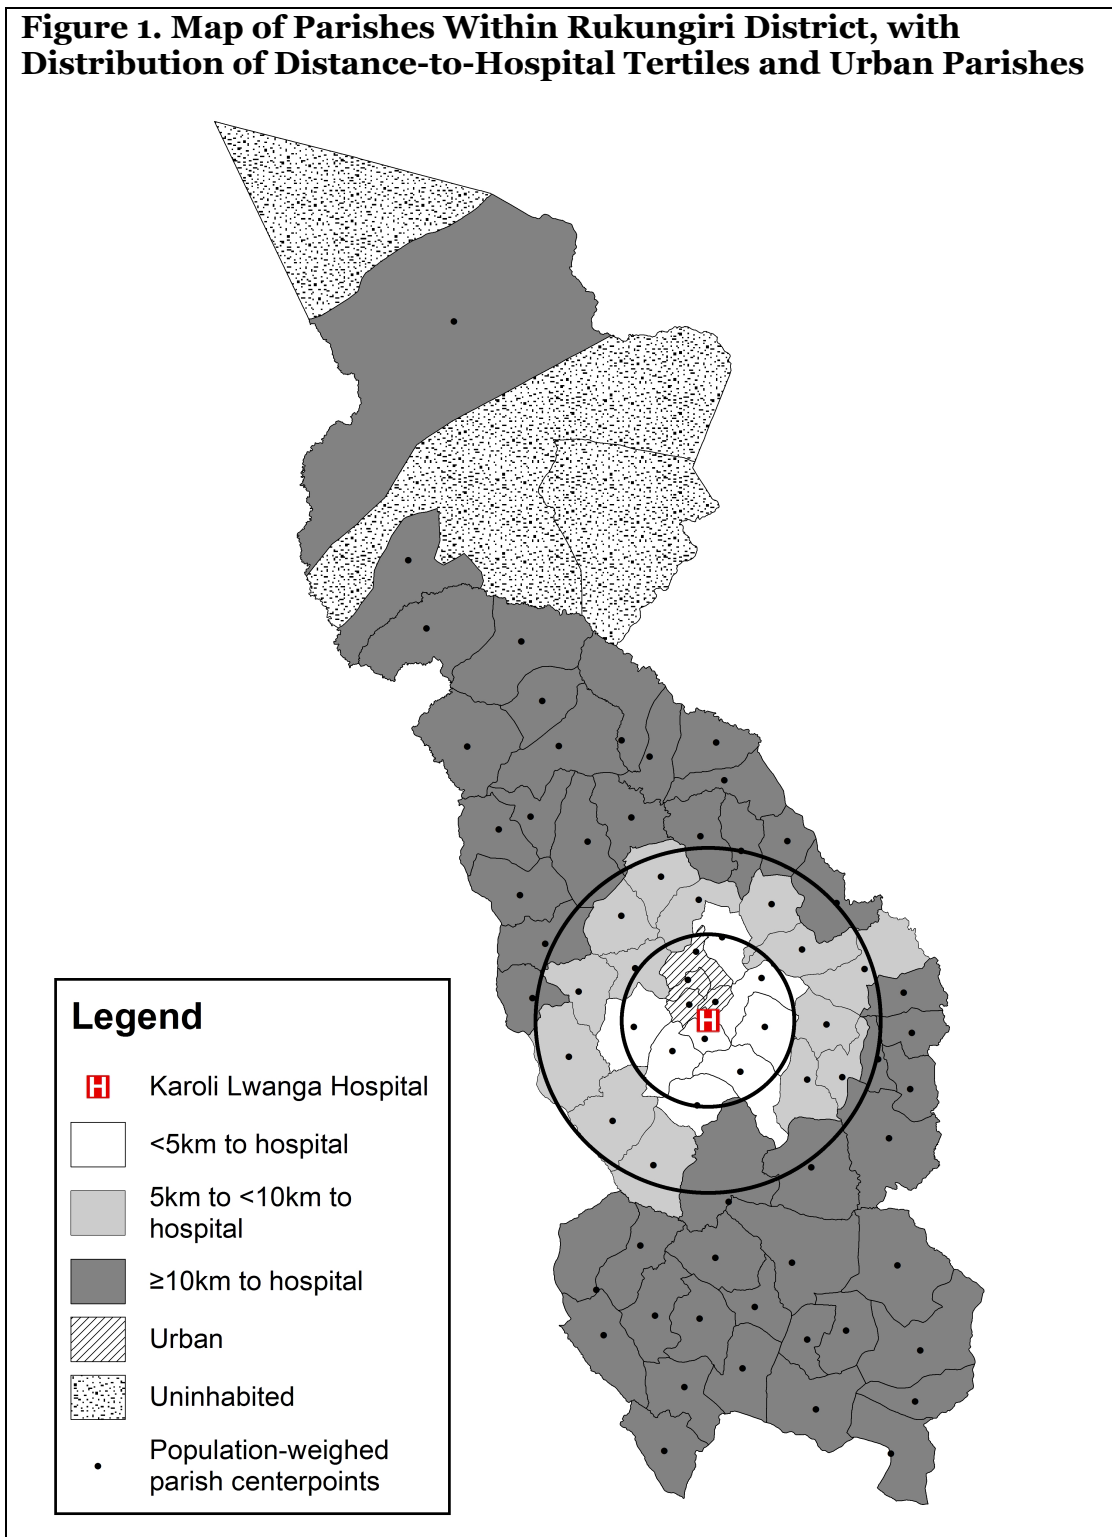 Figure 1. Map of Parishes Within Rukungiri District, with
Distribution of Distance-to-Hospital Tertiles and Urban Parishes
H
Legend
H Karoli Lwanga Hospital
<5km to hospital
5km to <10km to
hospital
≥10km to hospital
Urban
Uninhabited
Population-weighed
parish centerpoints